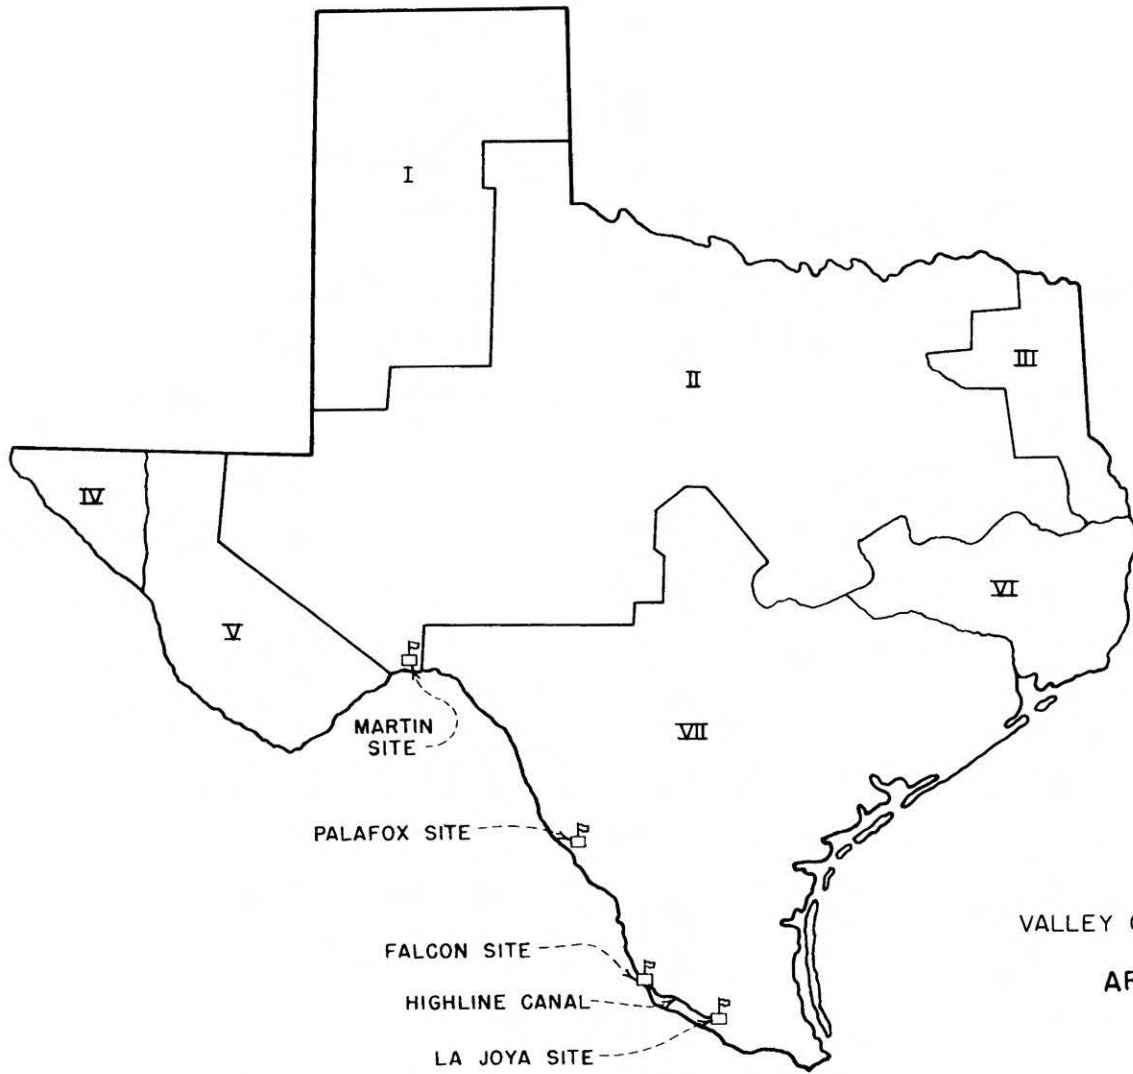 I
II
III
IV
V
VI
VII
MARTIN
SITE
PALAFOX SITE
VALLEY
FALCON SITE
HIGHLINE CANAL
LA JOYA SITE